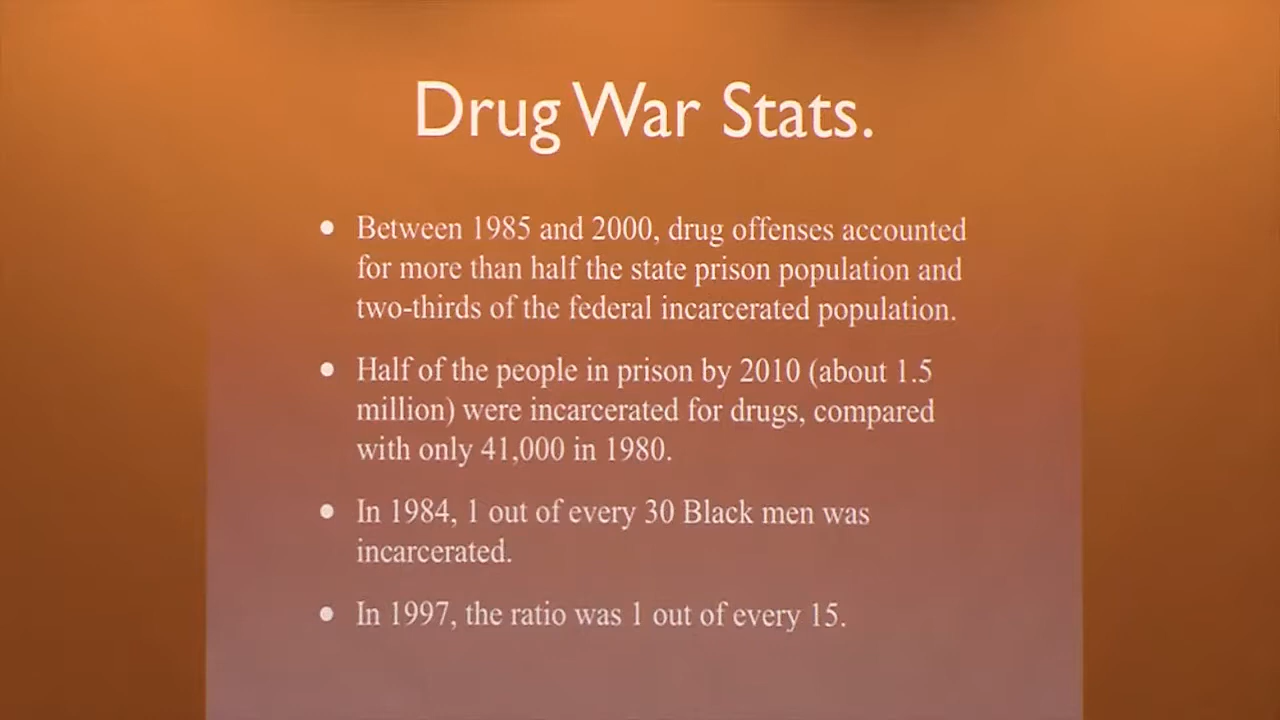 Drug War Stats.
• Between 1985 and 2000, drug offenses accounted
for more than half the state prison population and
two-thirds of the federal incarcerated population.
• Half of the people in prison by 2010 (about 1.5
million) were incarcerated for drugs, compared
with only 41,000 in 1980.
• In 1984, 1 out of every 30 Black men was
incarcerated.
• In 1997, the ratio was 1 out of every 15.